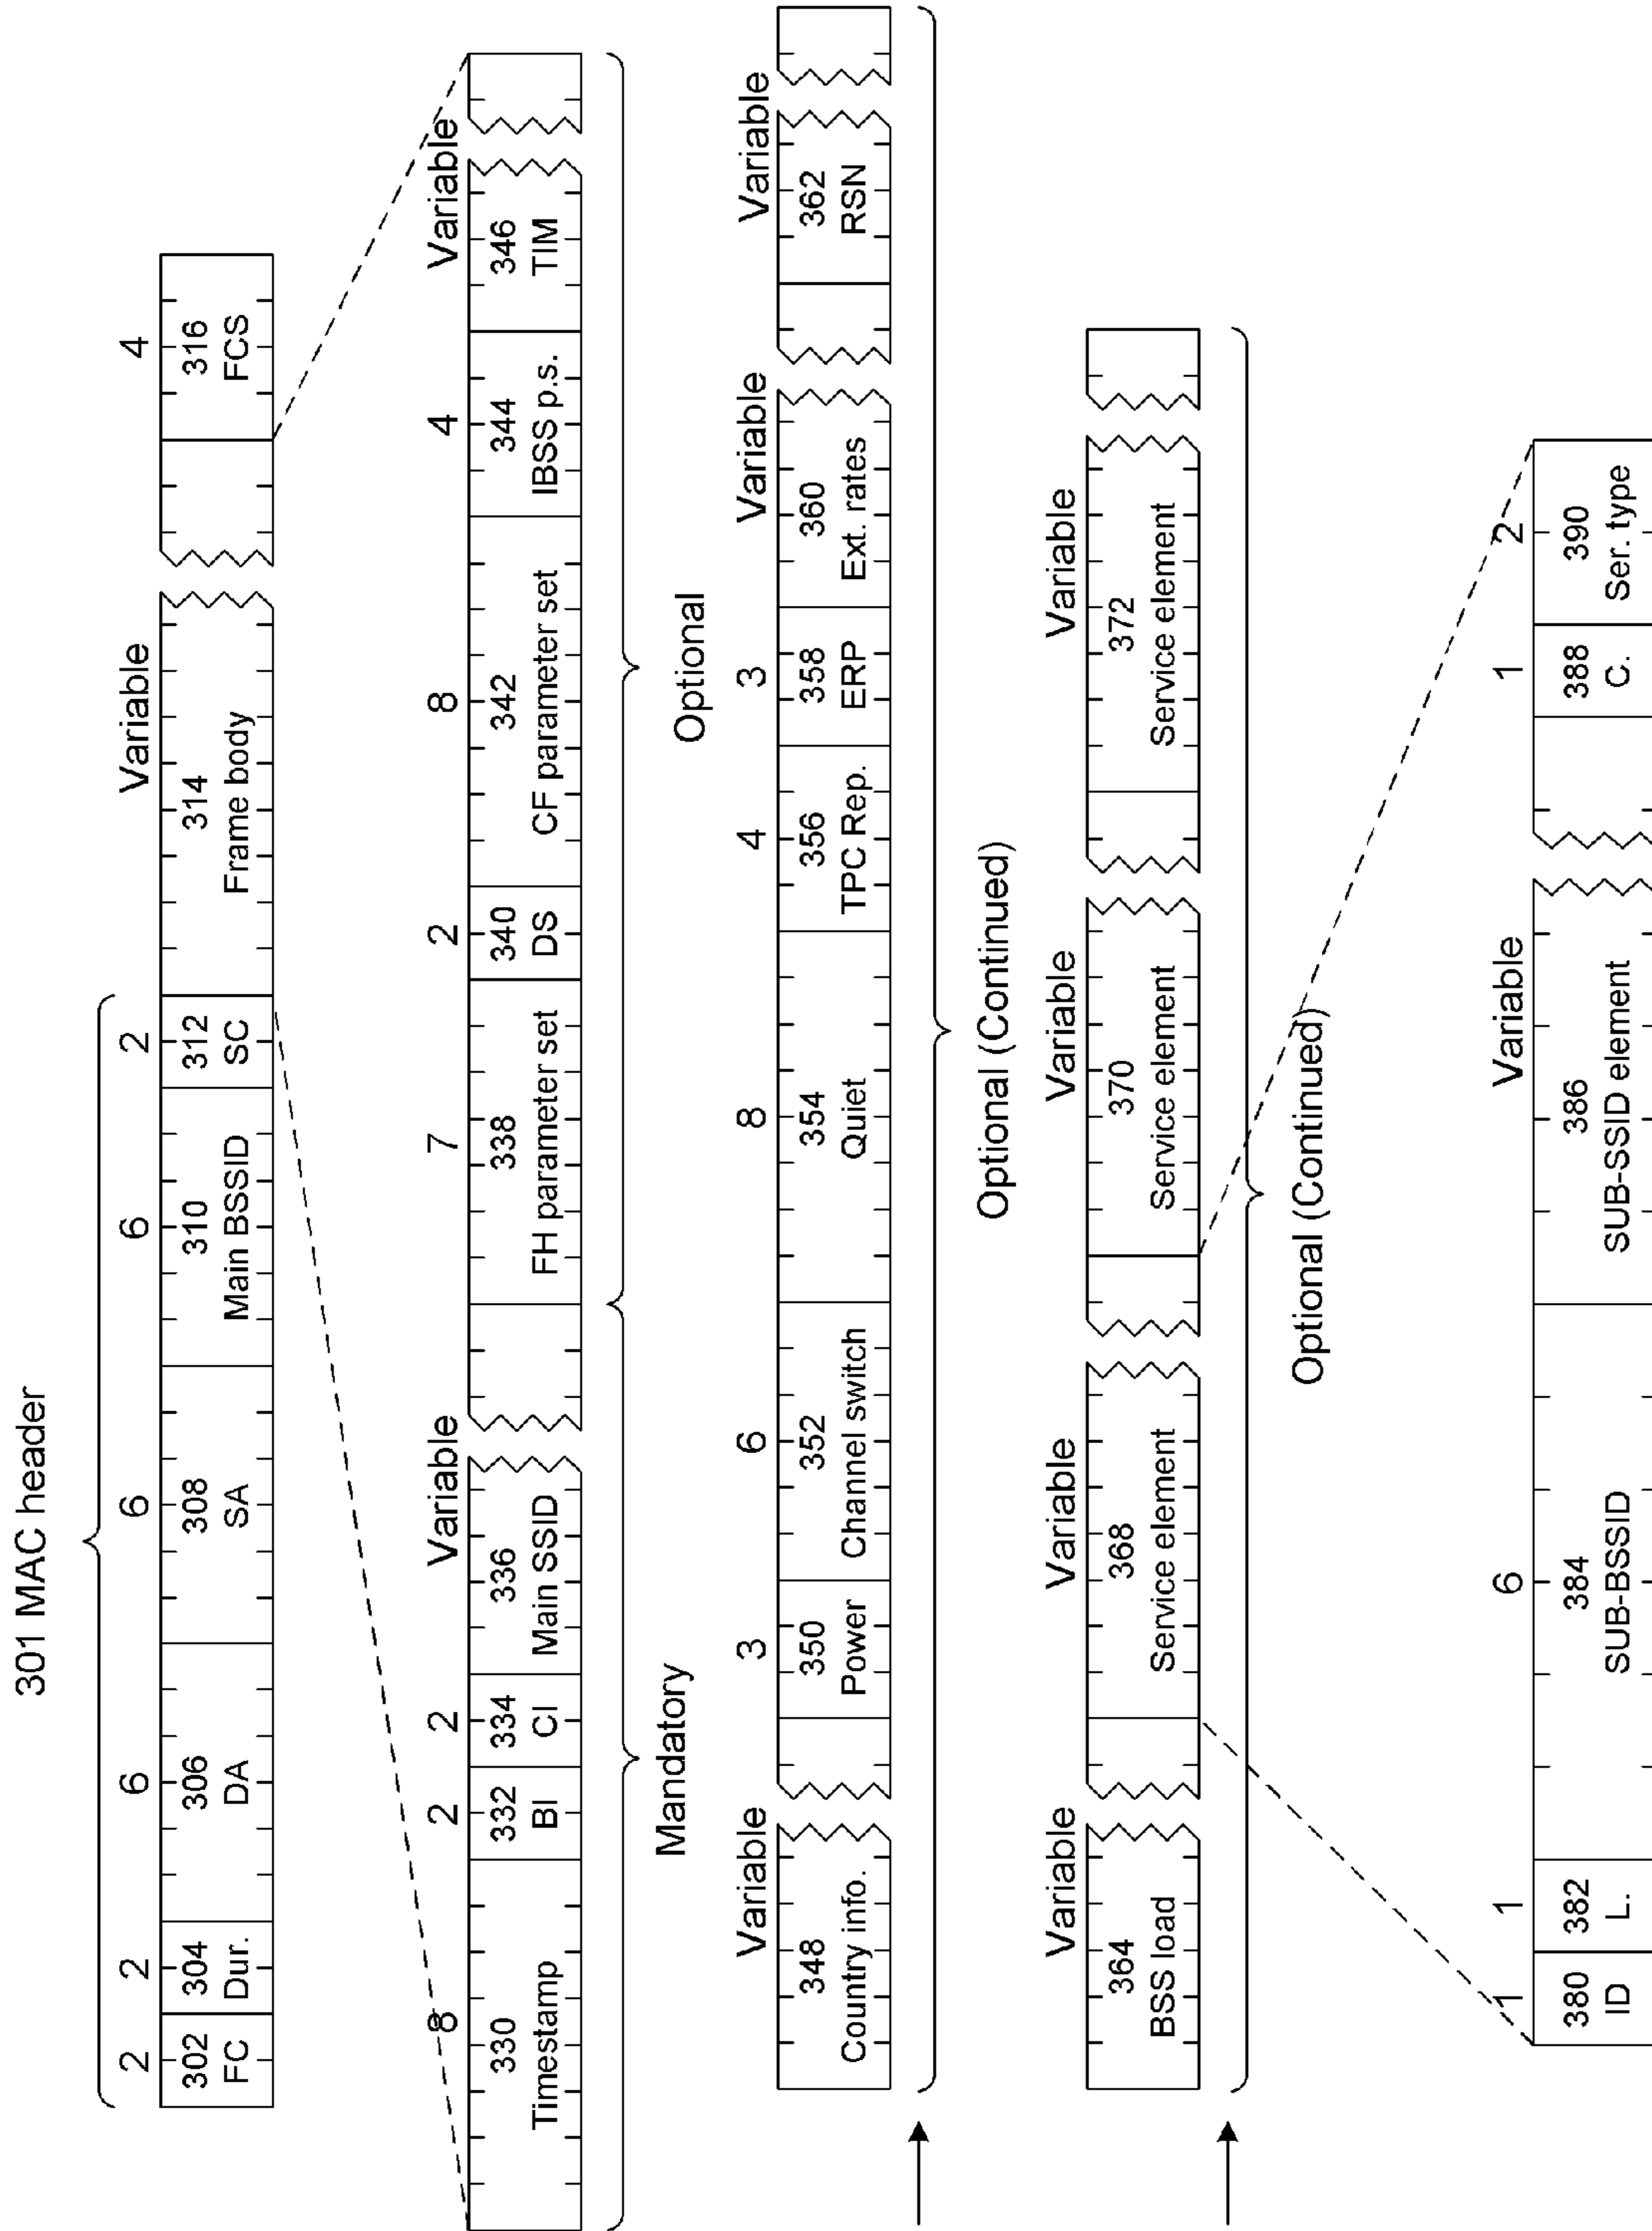 301 MAC header
2 2 6 6 6 2 Variable 4
302 304 306 308 310 312 314 316
FC Dur. DA SA Main BSSID SC Frame body FCS
8 2 2 Variable 7 2 8 4 Variable
330 332 334 336 338 340 342 344 346
Timestamp BI CI Main SSID FH parameter set DS CF parameter set IBSS p.s. TIM
Mandatory Optional
Variable 3 6 8 4 3 Variable Variable
348 350 352 354 356 358 360 362
Country info. Power Channel switch Quiet TPC Rep. ERP Ext. rates RSN
Optional (Continued)
Variable Variable Variable Variable
364 368 370 372
BSS load Service element Service element Service element
Optional (Continued)
1 1 6 Variable 1 2
380 382 384 386 388 390
ID L. SUB-BSSID SUB-SSID element C. Ser. type